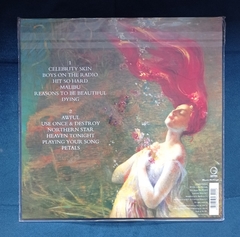 CELEBRITY SKIN
BOYS ON THE RADIO
HIT SO HARD
MALIBU
REASONS TO BE BEAUTIFUL
DYING
2
AWFUL
USE ONCE & DESTROY
NORTHERN STAR
HEAVEN TONIGHT
PLAYING YOUR SONG
PETALS